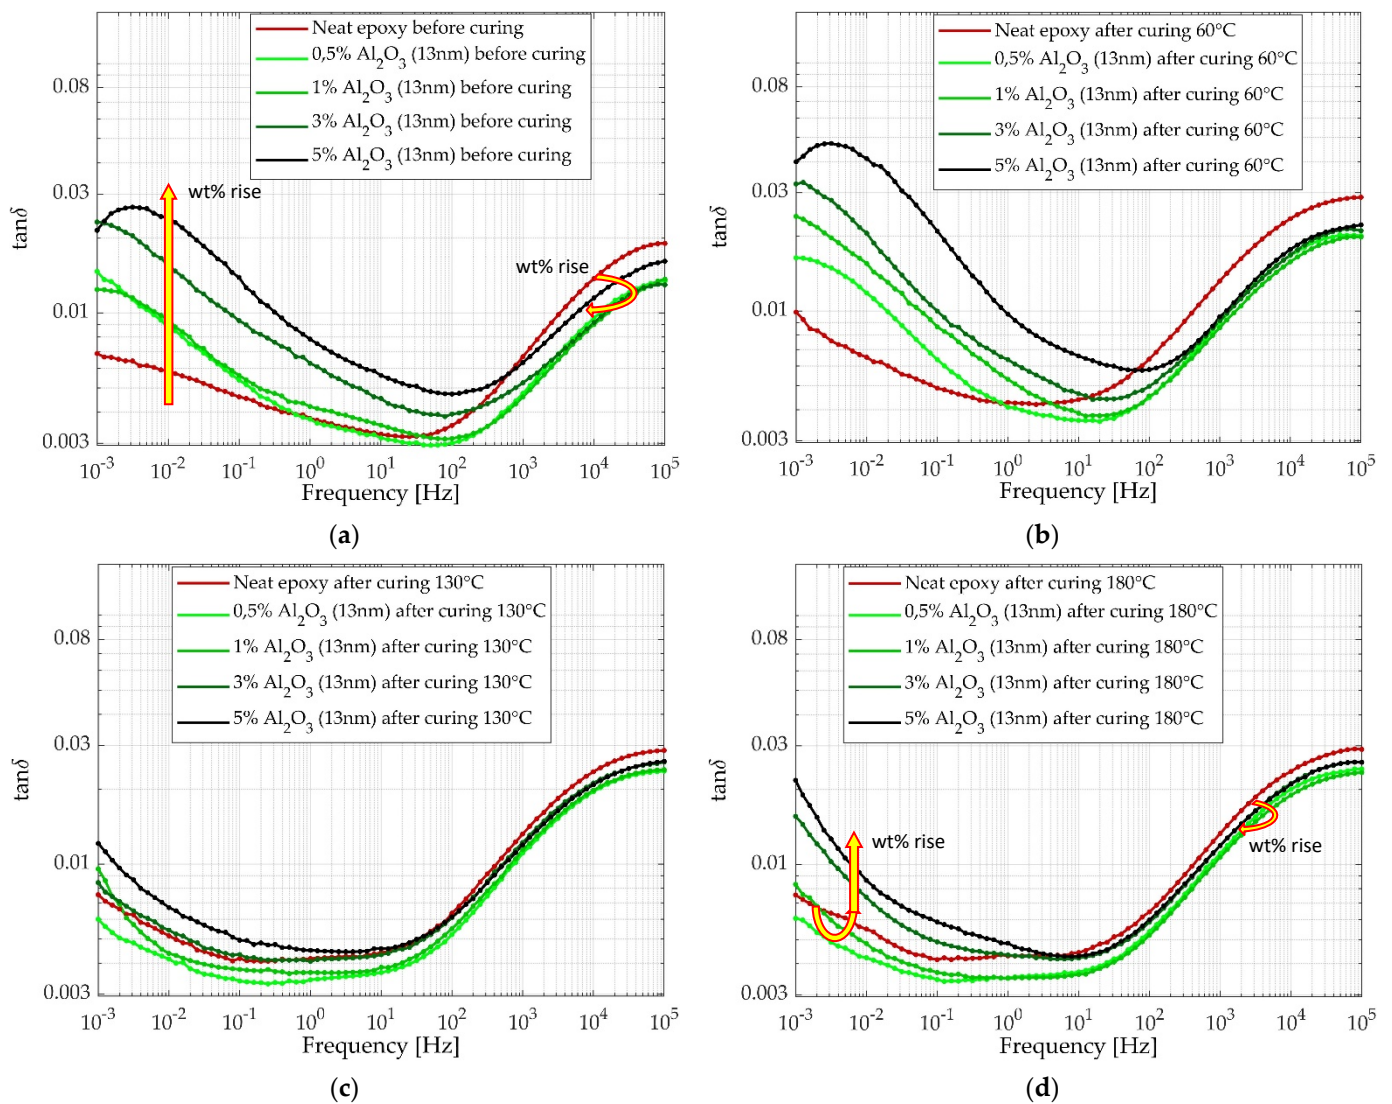 Neat epoxy before curing
0,5% Al2O3 (13nm) before curing
1% Al2O3 (13nm) before curing
3% Al2O3 (13nm) before curing
5% Al2O3 (13nm) before curing
wt% rise
wt% rise
tanδ
0.08
0.03
0.01
0.003
10-3 10-2 10-1 100 101 102 103 104 105
Frequency [Hz]
(a)
Neat epoxy after curing 60°C
0,5% Al2O3 (13nm) after curing 60°C
1% Al2O3 (13nm) after curing 60°C
3% Al2O3 (13nm) after curing 60°C
5% Al2O3 (13nm) after curing 60°C
tanδ
0.08
0.03
0.01
0.003
10-3 10-2 10-1 100 101 102 103 104 105
Frequency [Hz]
(b)
Neat epoxy after curing 130°C
0,5% Al2O3 (13nm) after curing 130°C
1% Al2O3 (13nm) after curing 130°C
3% Al2O3 (13nm) after curing 130°C
5% Al2O3 (13nm) after curing 130°C
tanδ
0.08
0.03
0.01
0.003
10-3 10-2 10-1 100 101 102 103 104 105
Frequency [Hz]
(c)
Neat epoxy after curing 180°C
0,5% Al2O3 (13nm) after curing 180°C
1% Al2O3 (13nm) after curing 180°C
3% Al2O3 (13nm) after curing 180°C
5% Al2O3 (13nm) after curing 180°C
wt% rise
wt% rise
tanδ
0.08
0.03
0.01
0.003
10-3 10-2 10-1 100 101 102 103 104 105
Frequency [Hz]
(d)